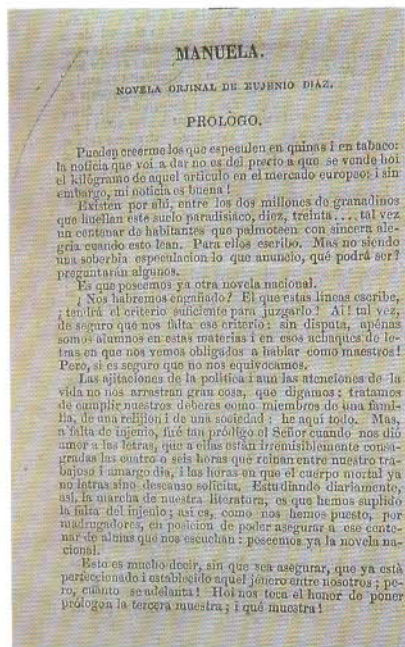 MANUELA.
NOVELA ORJINAL DE EUJENIO DIAZ.
PROLOGO.
Pueden creerme los que especulen en quinas i en tabaco:
la noticia que voi a dar no es del precio a que se vende hoi
el kilógramo de aquel artículo en el mercado europeo: i sin
embargo, mi noticia es buena!
Existen por ahí, entre los dos millones de granadinos
que huellan este suelo paradisiaco, diez, treinta.... tal vez
un centenar de habitantes que palmoteen con sincera ale-
gria cuando esto lean. Para ellos escribo. Mas no siendo
una soberbia especulacion lo que anuncio, qué podrá ser?
preguntarán algunos.
Es que poseemos ya otra novela nacional.
¿Nos habremos engañado? El que estas líneas escribe,
¿tendrá el criterio suficiente para juzgarlo? Ai! tal vez,
de seguro que nos falta ese criterio: sin disputa, apénas
somos alumnos en estas materias i en esos achaques de le-
tras en que nos vemos obligados a hablar como maestros!
Pero, sí es seguro que no nos equivocamos.
Las ajitaciones de la política i aun las atenciones de la
vida no nos arrastran gran cosa, que digamos: tratamos
de cumplir nuestros deberes como miembros de una fami-
lia, de una relijion i de una sociedad: he aquí todo. Mas,
a falta de injenio, fué tan pródigo el Señor cuando nos dió
amor a las letras, que a ellas están irremisiblemente consa-
gradas las cuatro o seis horas que reinan entre nuestro tra-
bajoso i amargo dia, i las horas en que el cuerpo mortal ya
no letras sino descanso solicita. Estudiando diariamente,
así, la marcha de nuestra literatura, es que hemos suplido
la falta del injenio; así es, como nos hemos puesto, por
madrugadores, en posicion de poder asegurar a ese cente-
nar de almas que nos escuchan: poseemos ya la novela na-
cional.
Esto es mucho decir, sin que sea asegurar, que ya está
perfeccionado i establecido aquel jénero entre nosotros; pe-
ro, cuánto se adelanta! Hoi nos toca el honor de poner
prólogo a la tercera muestra; i qué muestra!